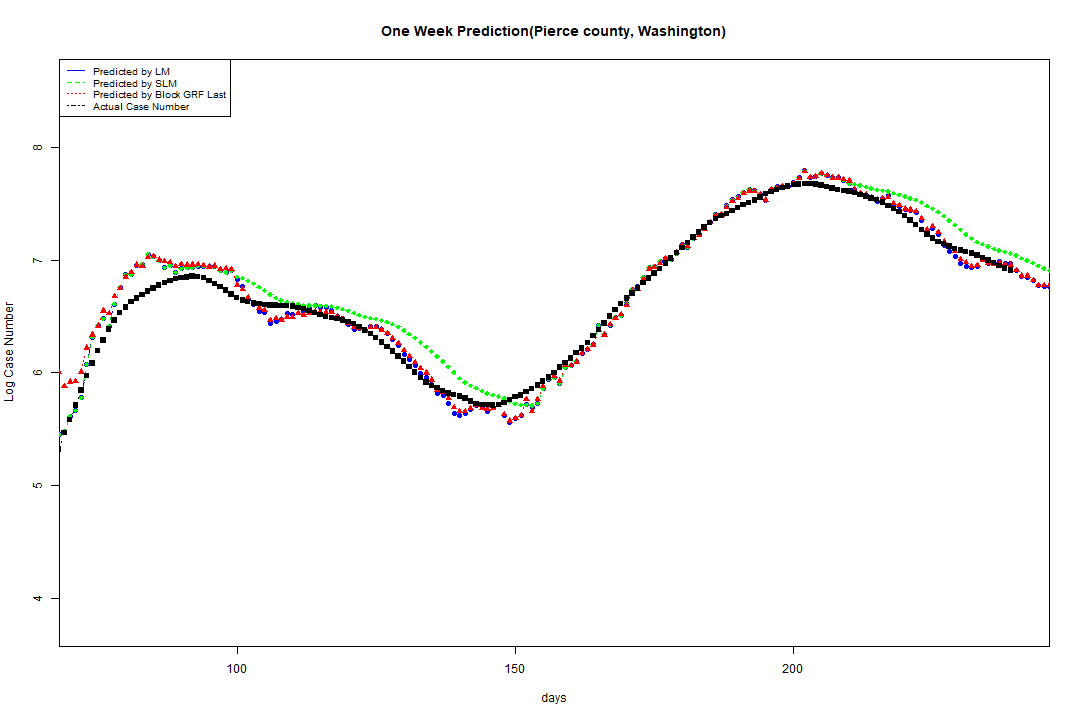 One Week Prediction(Pierce county, Washington)
Predicted by LM
Predicted by SLM
Predicted by Block GRF Last
Actual Case Number
8
7
6
5
4
Log Case Number
100 150 200
days